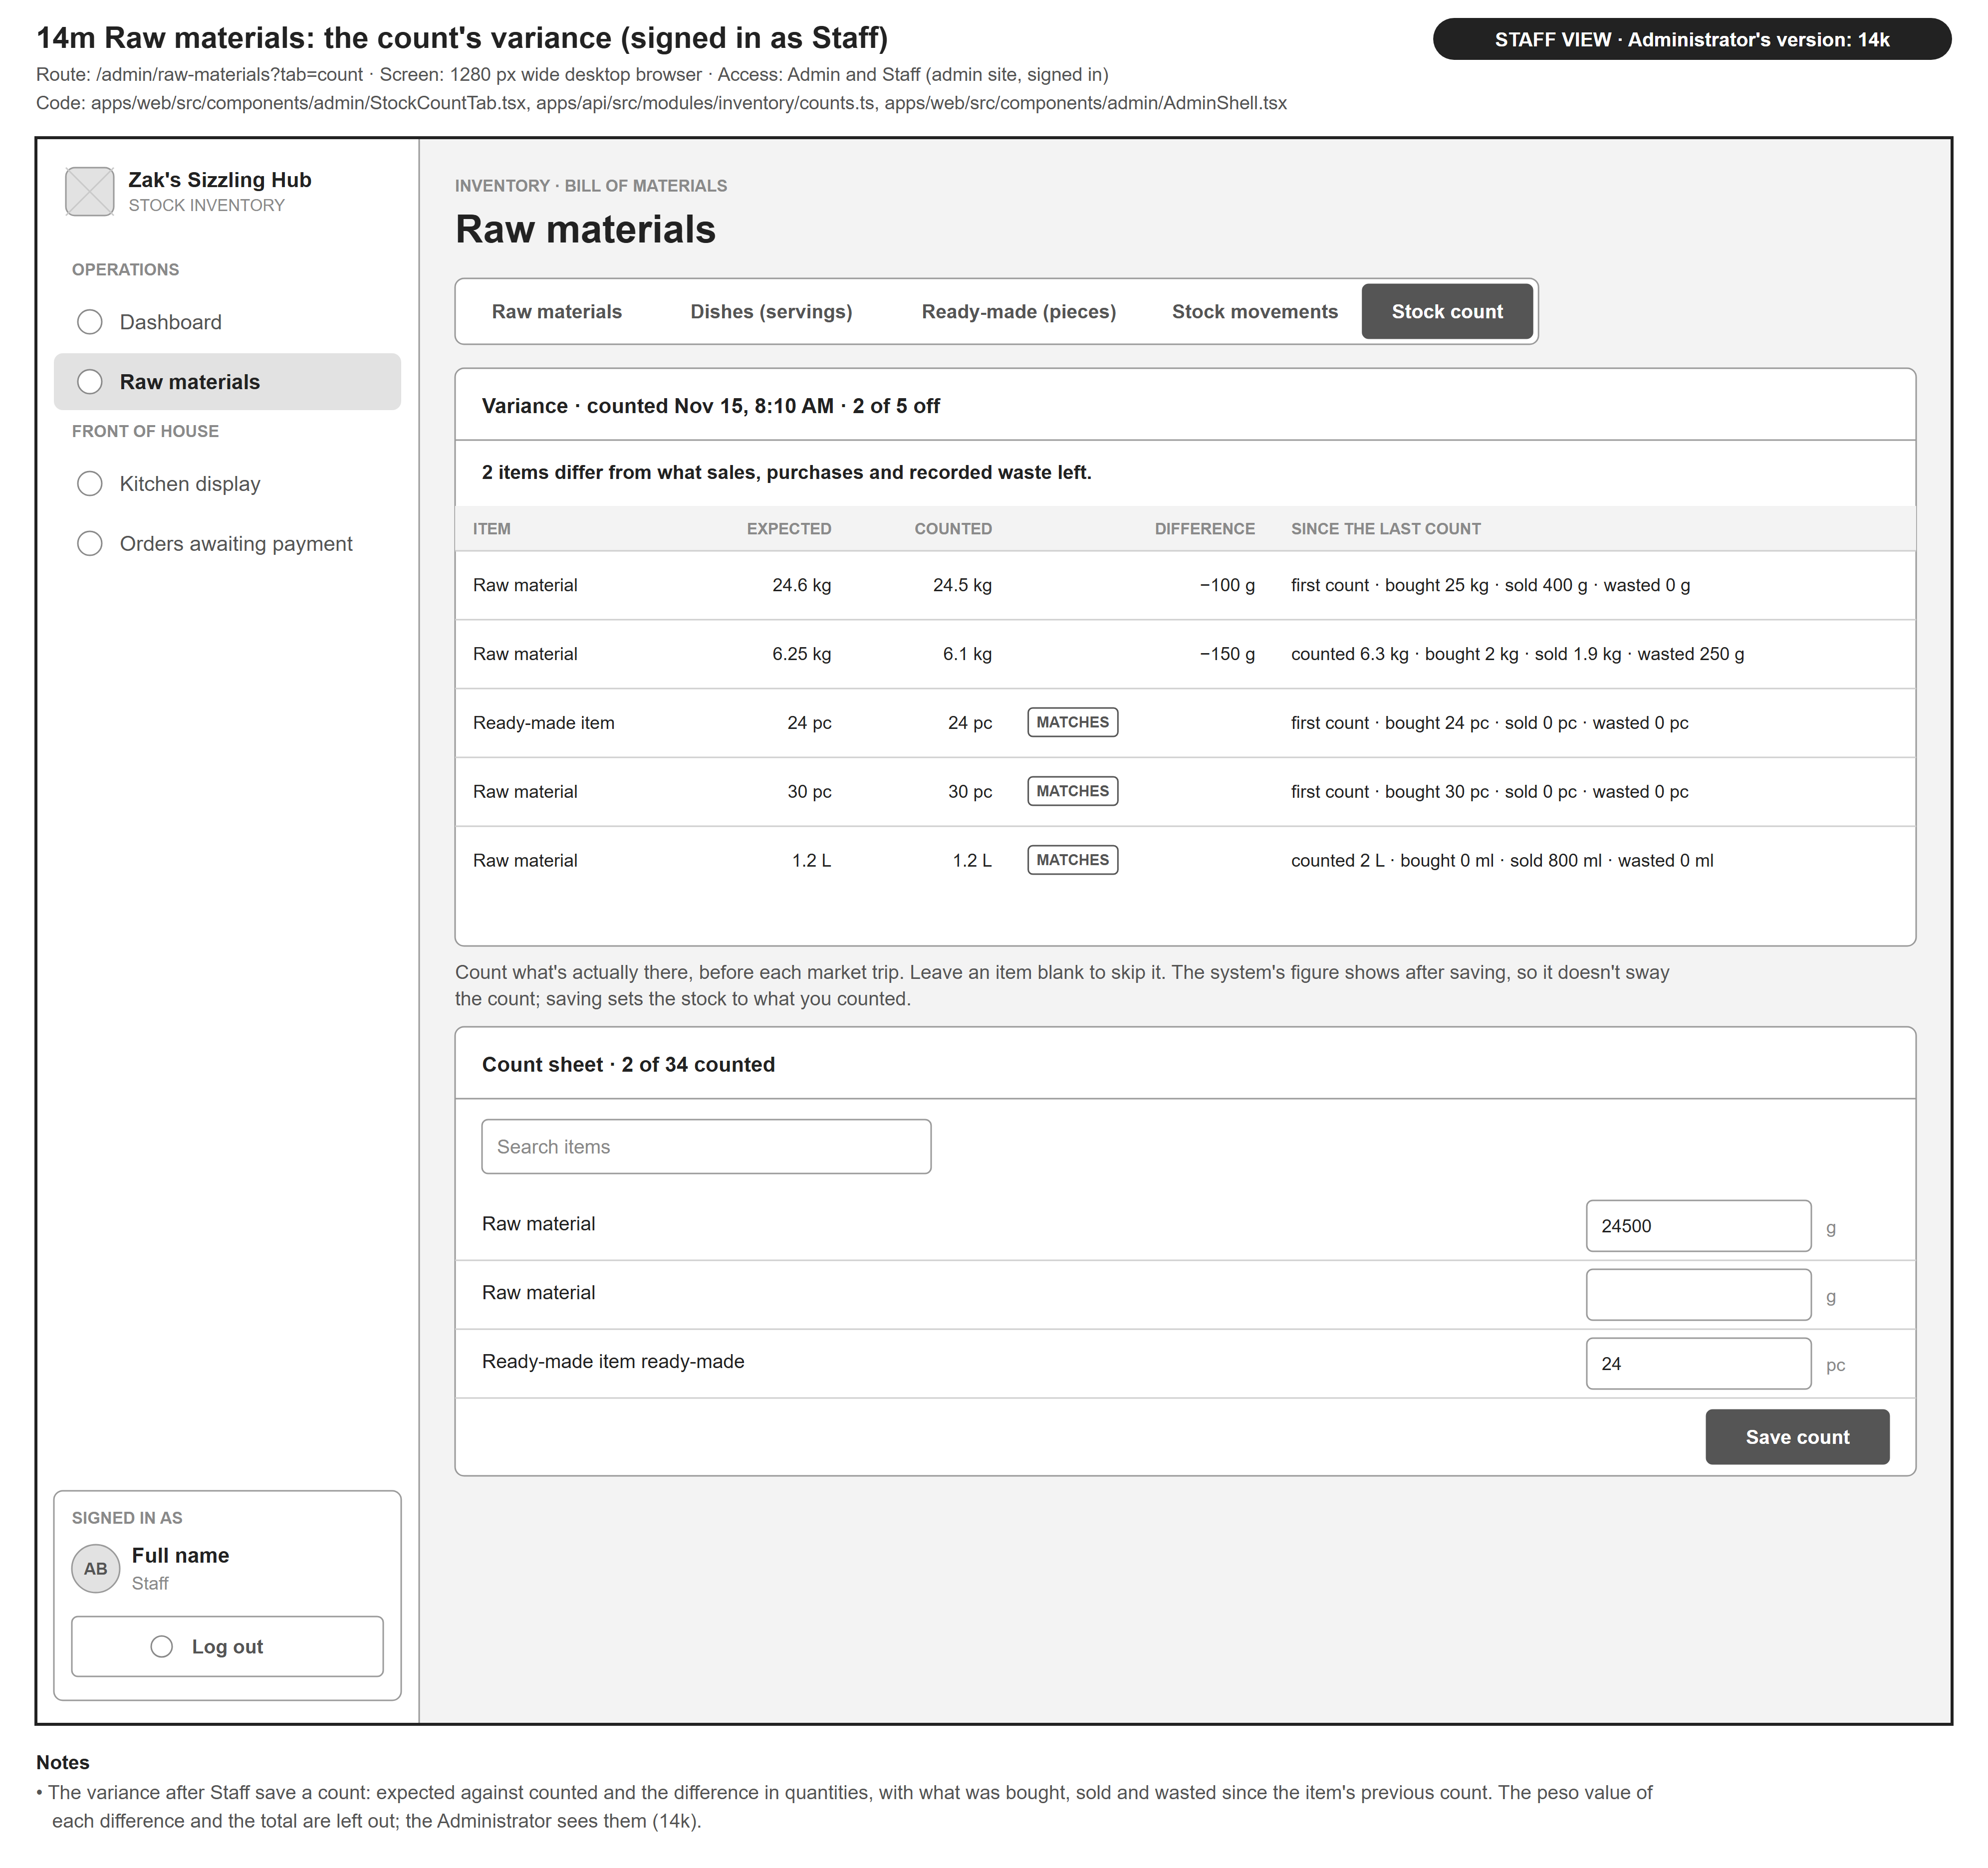 14m Raw materials: the count's variance (signed in as Staff)
STAFF VIEW · Administrator's version: 14k
Route: /admin/raw-materials?tab=count · Screen: 1280 px wide desktop browser · Access: Admin and Staff (admin site, signed in)
Code: apps/web/src/components/admin/StockCountTab.tsx, apps/api/src/modules/inventory/counts.ts, apps/web/src/components/admin/AdminShell.tsx
Zak's Sizzling Hub
STOCK INVENTORY
OPERATIONS
Dashboard
Raw materials
FRONT OF HOUSE
Kitchen display
Orders awaiting payment
SIGNED IN AS
AB
Full name
Staff
Log out
INVENTORY · BILL OF MATERIALS
Raw materials
Raw materials Dishes (servings) Ready-made (pieces) Stock movements Stock count
Variance · counted Nov 15, 8:10 AM · 2 of 5 off
2 items differ from what sales, purchases and recorded waste left.
ITEM EXPECTED COUNTED DIFFERENCE SINCE THE LAST COUNT
Raw material 24.6 kg 24.5 kg −100 g first count · bought 25 kg · sold 400 g · wasted 0 g
Raw material 6.25 kg 6.1 kg −150 g counted 6.3 kg · bought 2 kg · sold 1.9 kg · wasted 250 g
Ready-made item 24 pc 24 pc MATCHES first count · bought 24 pc · sold 0 pc · wasted 0 pc
Raw material 30 pc 30 pc MATCHES first count · bought 30 pc · sold 0 pc · wasted 0 pc
Raw material 1.2 L 1.2 L MATCHES counted 2 L · bought 0 ml · sold 800 ml · wasted 0 ml
Count what's actually there, before each market trip. Leave an item blank to skip it. The system's figure shows after saving, so it doesn't sway
the count; saving sets the stock to what you counted.
Count sheet · 2 of 34 counted
Search items
Raw material 24500 g
Raw material g
Ready-made item ready-made 24 pc
Save count
Notes
• The variance after Staff save a count: expected against counted and the difference in quantities, with what was bought, sold and wasted since the item's previous count. The peso value of
each difference and the total are left out; the Administrator sees them (14k).